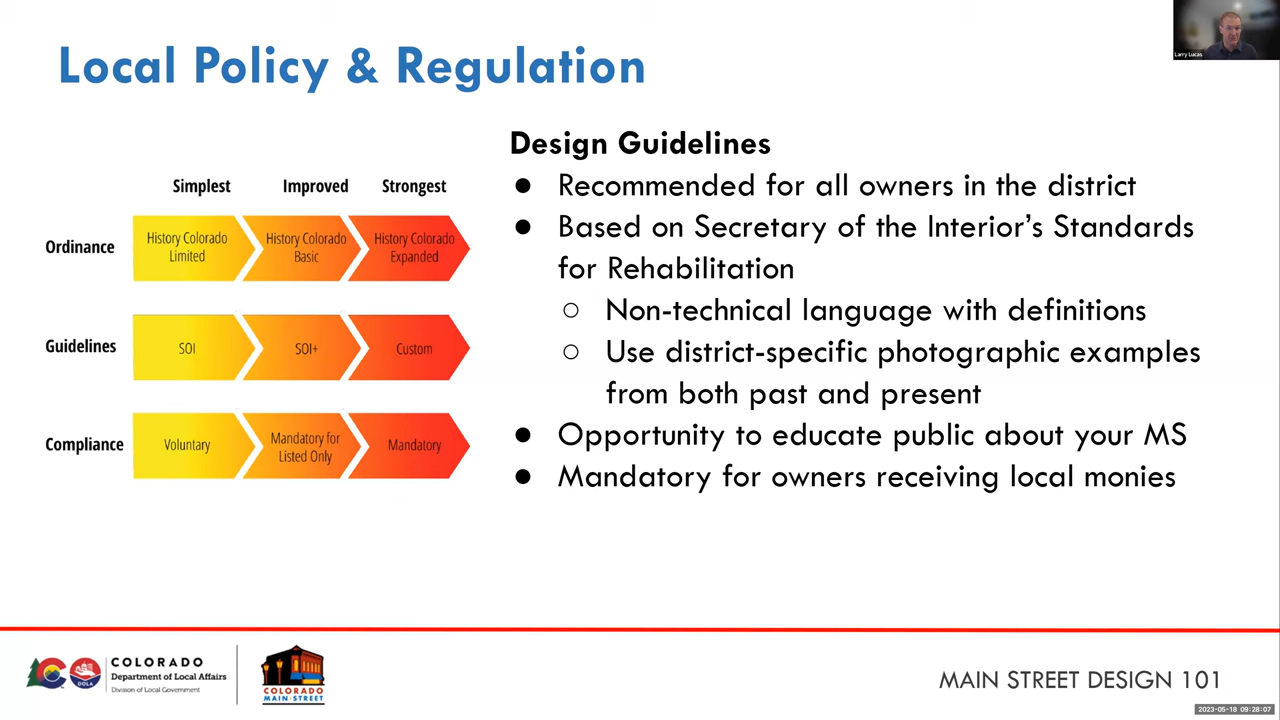 Local Policy & Regulation
Larry Lucas
Simplest Improved Strongest
Ordinance
History Colorado
Limited
History Colorado
Basic
History Colorado
Expanded
Guidelines
SOI
SOI+
Custom
Compliance
Voluntary
Mandatory for
Listed Only
Mandatory
Design Guidelines
● Recommended for all owners in the district
● Based on Secretary of the Interior’s Standards
for Rehabilitation
○ Non-technical language with definitions
○ Use district-specific photographic examples
from both past and present
● Opportunity to educate public about your MS
● Mandatory for owners receiving local monies
DOLA
COLORADO
Department of Local Affairs
Division of Local Government
COLORADO
MAIN STREET
MAIN STREET DESIGN 101
2023-05-18 09:28:07